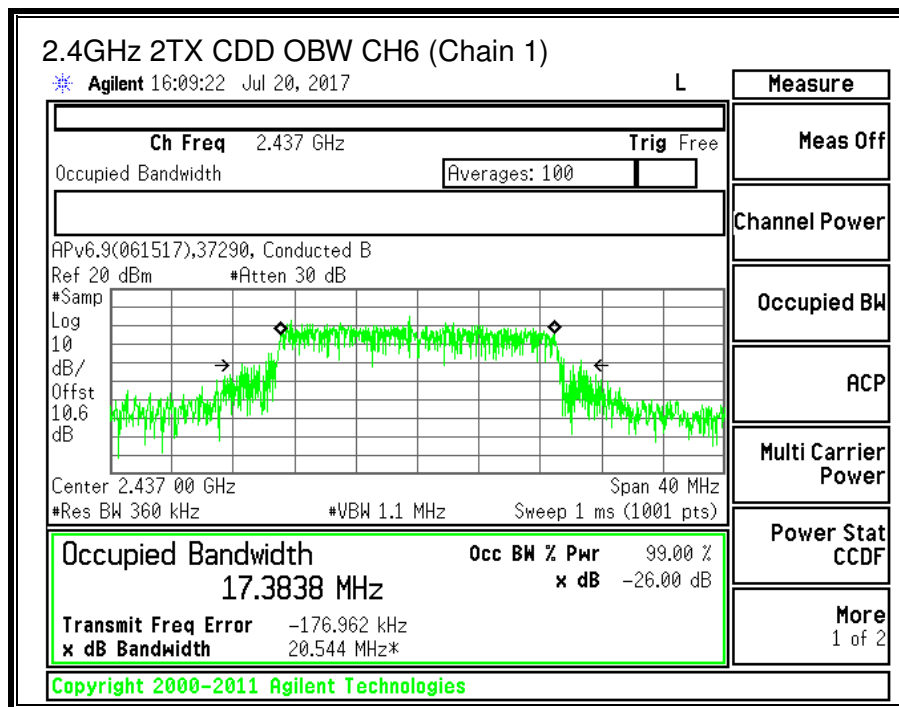 2.4GHz 2TX CDD OBW CH6 (Chain 1)
Agilent 16:09:22 Jul 20, 2017 L
Measure
Ch Freq 2.437 GHz Trig Free
Occupied Bandwidth Averages: 100
APv6.9(061517),37290, Conducted B
Ref 20 dBm #Atten 30 dB
#Samp
Log
10
dB/
Offst
10.6
dB
Center 2.437 00 GHz Span 40 MHz
#Res BW 360 kHz #VBW 1.1 MHz Sweep 1 ms (1001 pts)
Occupied Bandwidth Occ BW % Pwr 99.00 %
17.3838 MHz x dB -26.00 dB
Transmit Freq Error -176.962 kHz
x dB Bandwidth 20.544 MHz*
Copyright 2000-2011 Agilent Technologies
Meas Off
Channel Power
Occupied BW
ACP
Multi Carrier
Power
Power Stat
CCDF
More
1 of 2